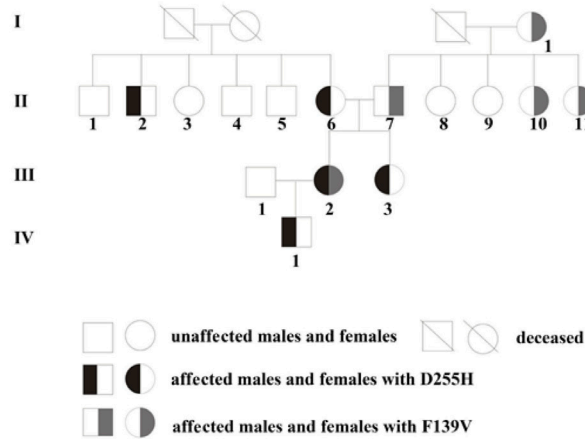 I
1
II
1 2 3 4 5 6 7 8 9 10 11
III
1 2 3
IV
1
unaffected males and females
deceased
affected males and females with D255H
affected males and females with F139V